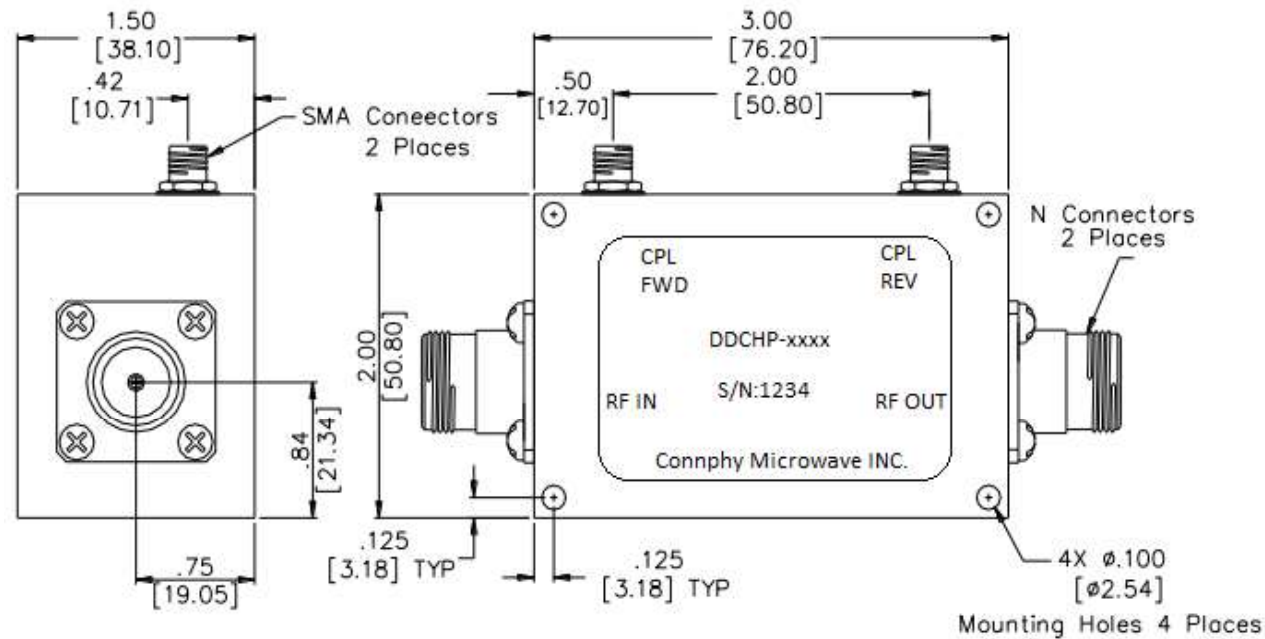 1.50
[38.10]
.42
[10.71]
SMA Coneectors
2 Places
3.00
[76.20]
.50
[12.70]
2.00
[50.80]
N Connectors
2 Places
CPL
FWD
CPL
REV
DDCHP-xxxx
S/N:1234
RF IN
RF OUT
Connphy Microwave INC.
2.00
[50.80]
.84
[21.34]
.75
[19.05]
.125
[3.18] TYP
.125
[3.18] TYP
4X ø.100
[ø2.54]
Mounting Holes 4 Places